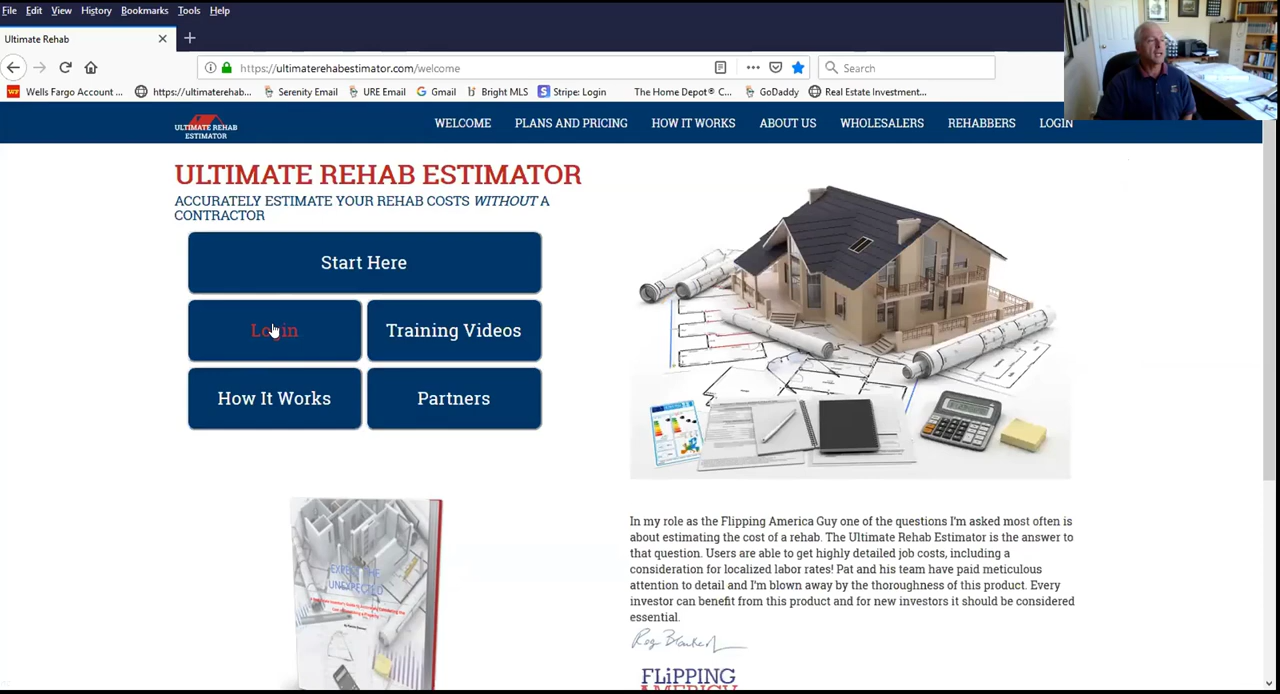 File Edit View History Bookmarks Tools Help
Ultimate Rehab
https://ultimaterehabestimator.com/welcome
Search
Wells Fargo Account ... https://ultimaterehab... Serenity Email URE Email Gmail Bright MLS Stripe: Login The Home Depot® C... GoDaddy Real Estate Investment...
ULTIMATE REHAB
ESTIMATOR
WELCOME PLANS AND PRICING HOW IT WORKS ABOUT US WHOLESALERS REHABBERS LOGIN
ULTIMATE REHAB ESTIMATOR
ACCURATELY ESTIMATE YOUR REHAB COSTS WITHOUT A
CONTRACTOR
Start Here
Login Training Videos
How It Works Partners
UNEXPECTED
In my role as the Flipping America Guy one of the questions I'm asked most often is
about estimating the cost of a rehab. The Ultimate Rehab Estimator is the answer to
that question. Users are able to get highly detailed job costs, including a
consideration for localized labor rates! Pat and his team have paid meticulous
attention to detail and I'm blown away by the thoroughness of this product. Every
investor can benefit from this product and for new investors it should be considered
essential.
FLiPPING
AMERICA